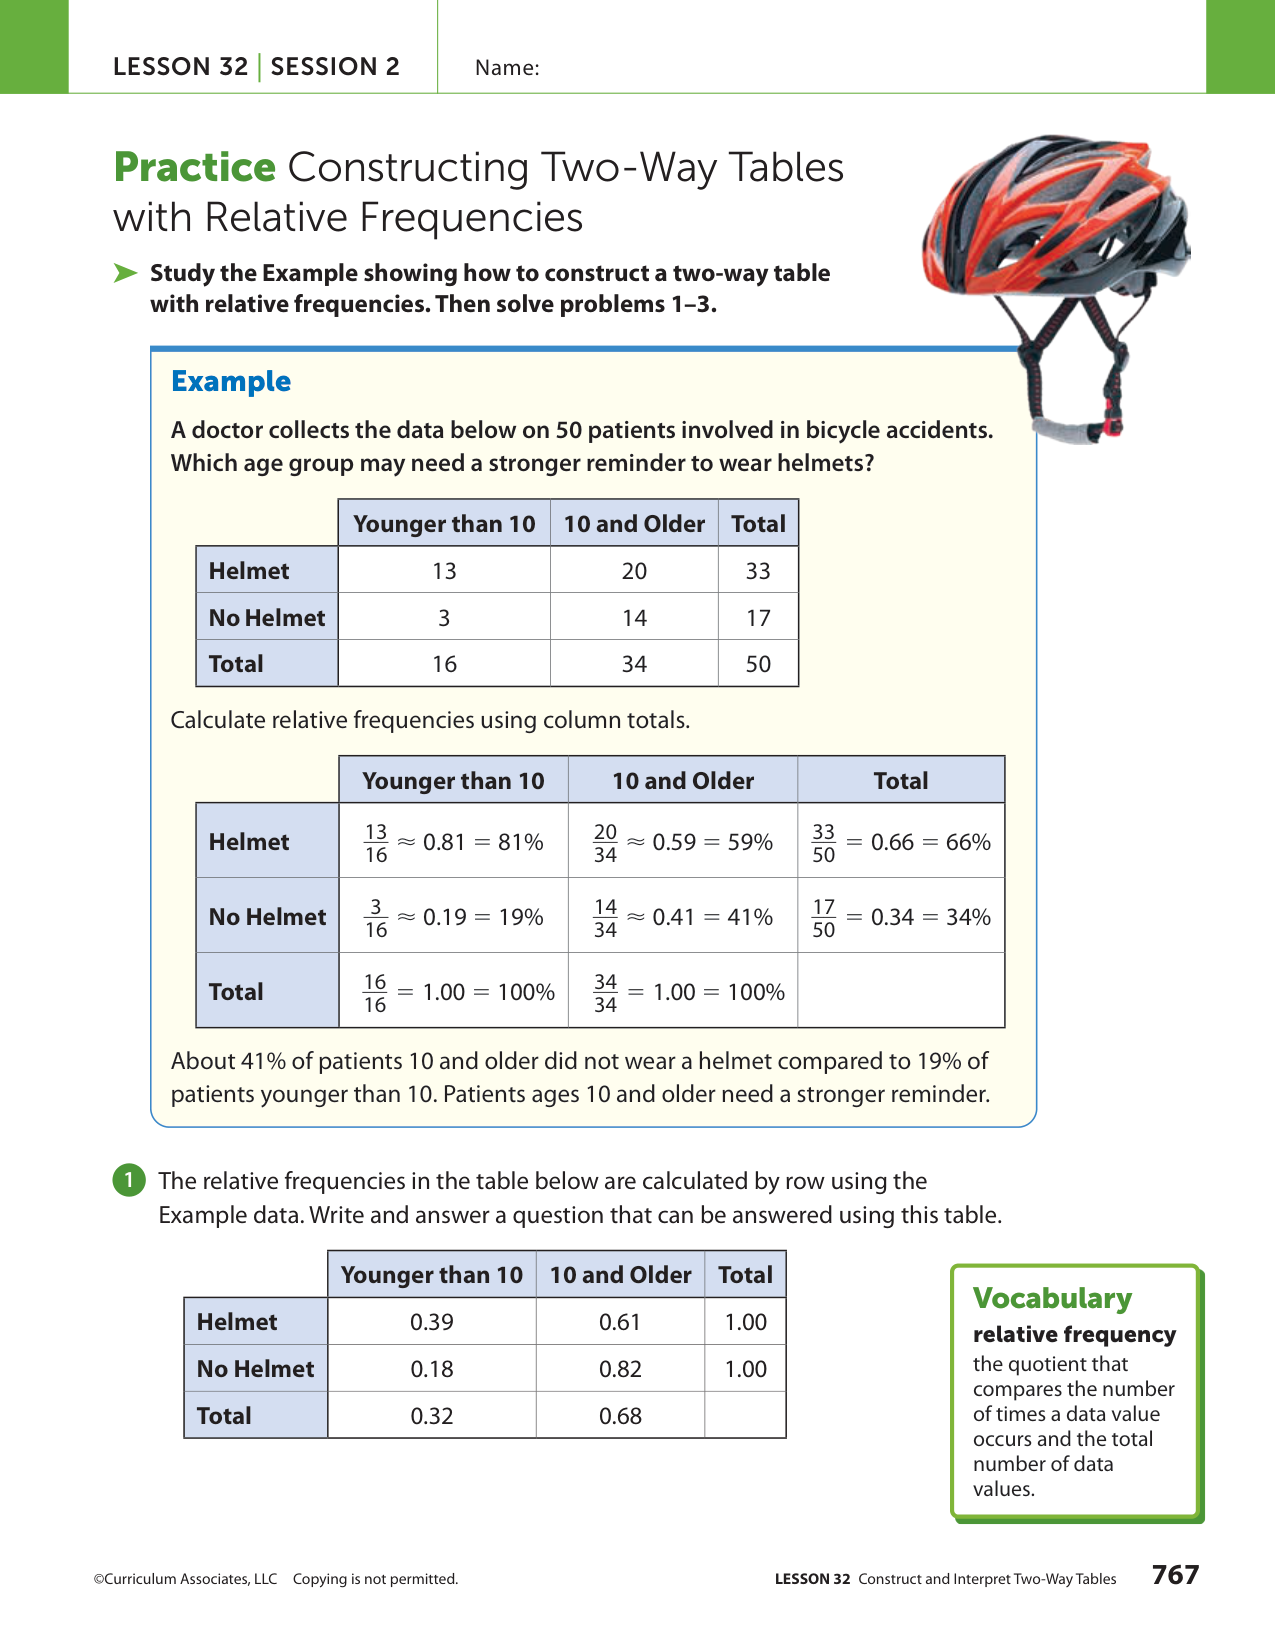 LESSON 32 | SESSION 2
Name:
Practice Constructing Two-Way Tables
with Relative Frequencies
Study the Example showing how to construct a two-way table
with relative frequencies. Then solve problems 1–3.
Example
A doctor collects the data below on 50 patients involved in bicycle accidents.
Which age group may need a stronger reminder to wear helmets?
Younger than 10 10 and Older Total
Helmet 13 20 33
No Helmet 3 14 17
Total 16 34 50
Calculate relative frequencies using column totals.
Younger than 10 10 and Older Total
Helmet 13/16 ≈ 0.81 = 81% 20/34 ≈ 0.59 = 59% 33/50 = 0.66 = 66%
No Helmet 3/16 ≈ 0.19 = 19% 14/34 ≈ 0.41 = 41% 17/50 = 0.34 = 34%
Total 16/16 = 1.00 = 100% 34/34 = 1.00 = 100%
About 41% of patients 10 and older did not wear a helmet compared to 19% of
patients younger than 10. Patients ages 10 and older need a stronger reminder.
1 The relative frequencies in the table below are calculated by row using the
Example data. Write and answer a question that can be answered using this table.
Younger than 10 10 and Older Total
Helmet 0.39 0.61 1.00
No Helmet 0.18 0.82 1.00
Total 0.32 0.68
Vocabulary
relative frequency
the quotient that
compares the number
of times a data value
occurs and the total
number of data
values.
©Curriculum Associates, LLC Copying is not permitted.
LESSON 32 Construct and Interpret Two-Way Tables 767